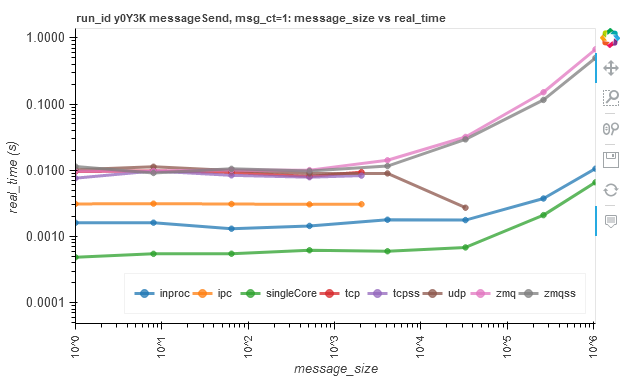 run_id y0Y3K messageSend, msg_ct=1: message_size vs real_time
real_time (s)
1.0000
0.1000
0.0100
0.0010
0.0001
inproc ipc singleCore tcp tcpss udp zmq zmqss
10^0 10^1 10^2 10^3 10^4 10^5 10^6
message_size